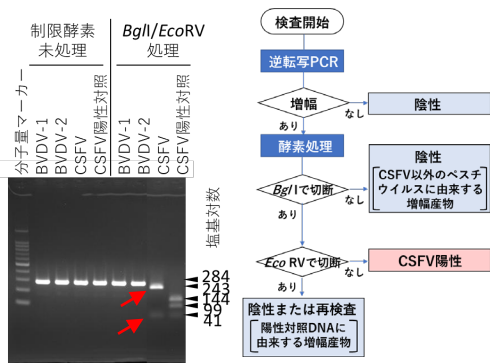 制限酵素
未処理
BglI/EcoRV
処理
分子量マーカー
BVDV-1
BVDV-2
CSFV
CSFV陽性対照
BVDV-1
BVDV-2
CSFV
CSFV陽性対照
塩基対数
284
243
144
99
41
検査開始
逆転写PCR
増幅
なし
陰性
あり
酵素処理
Bgl Iで切断
なし
陰性
CSFV以外のペスチ
ウイルスに由来する
増幅産物
あり
Eco RVで切断
なし
CSFV陽性
あり
陰性または再検査
陽性対照DNAに
由来する増幅産物